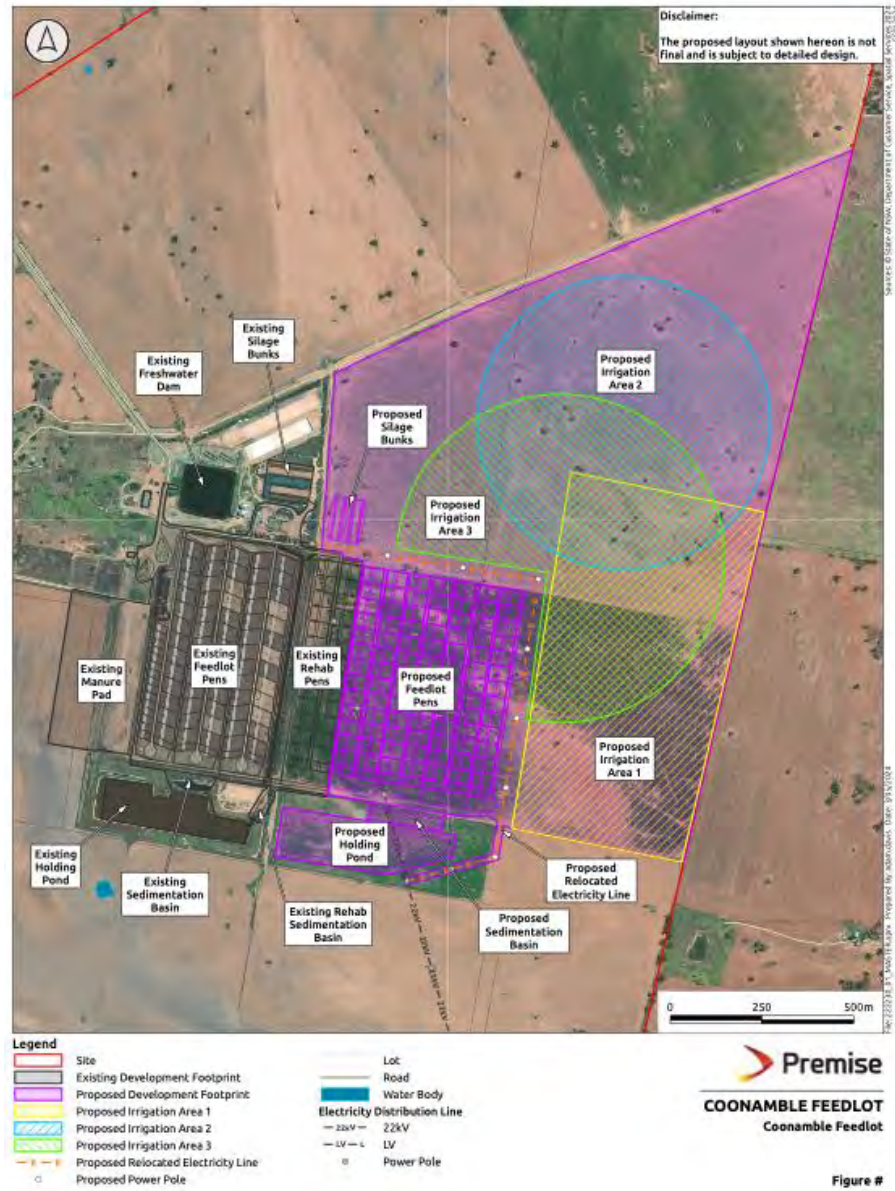 Disclaimer:
The proposed layout shown hereon is not
final and is subject to detailed design.
Existing
Silage
Bunks
Existing
Freshwater
Dam
Proposed
Irrigation
Area 2
Proposed
Silage
Bunks
Proposed
Irrigation
Area 3
Existing
Manure
Pad
Existing
Feedlot
Pens
Existing
Rehab
Pens
Proposed
Feedlot
Pens
Proposed
Irrigation
Area 1
Proposed
Holding
Pond
Existing
Holding
Pond
Existing
Sedimentation
Basin
Existing Rehab
Sedimentation
Basin
Proposed
Sedimentation
Basin
Proposed
Relocated
Electricity Line
22kV
0 250 500m
Legend
Site
Existing Development Footprint
Proposed Development Footprint
Proposed Irrigation Area 1
Proposed Irrigation Area 2
Proposed Irrigation Area 3
Proposed Relocated Electricity Line
Proposed Power Pole
Lot
Road
Water Body
Electricity Distribution Line
22kV 22kV
LV L LV
Power Pole
Premise
COONAMBLE FEEDLOT
Coonamble Feedlot
Figure #